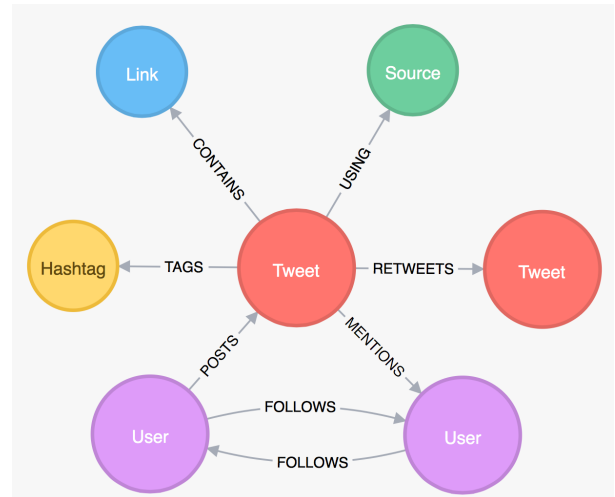 Link
Source
CONTAINS
USING
Hashtag
TAGS
Tweet
RETWEETS
Tweet
POSTS
MENTIONS
User
FOLLOWS
FOLLOWS
User